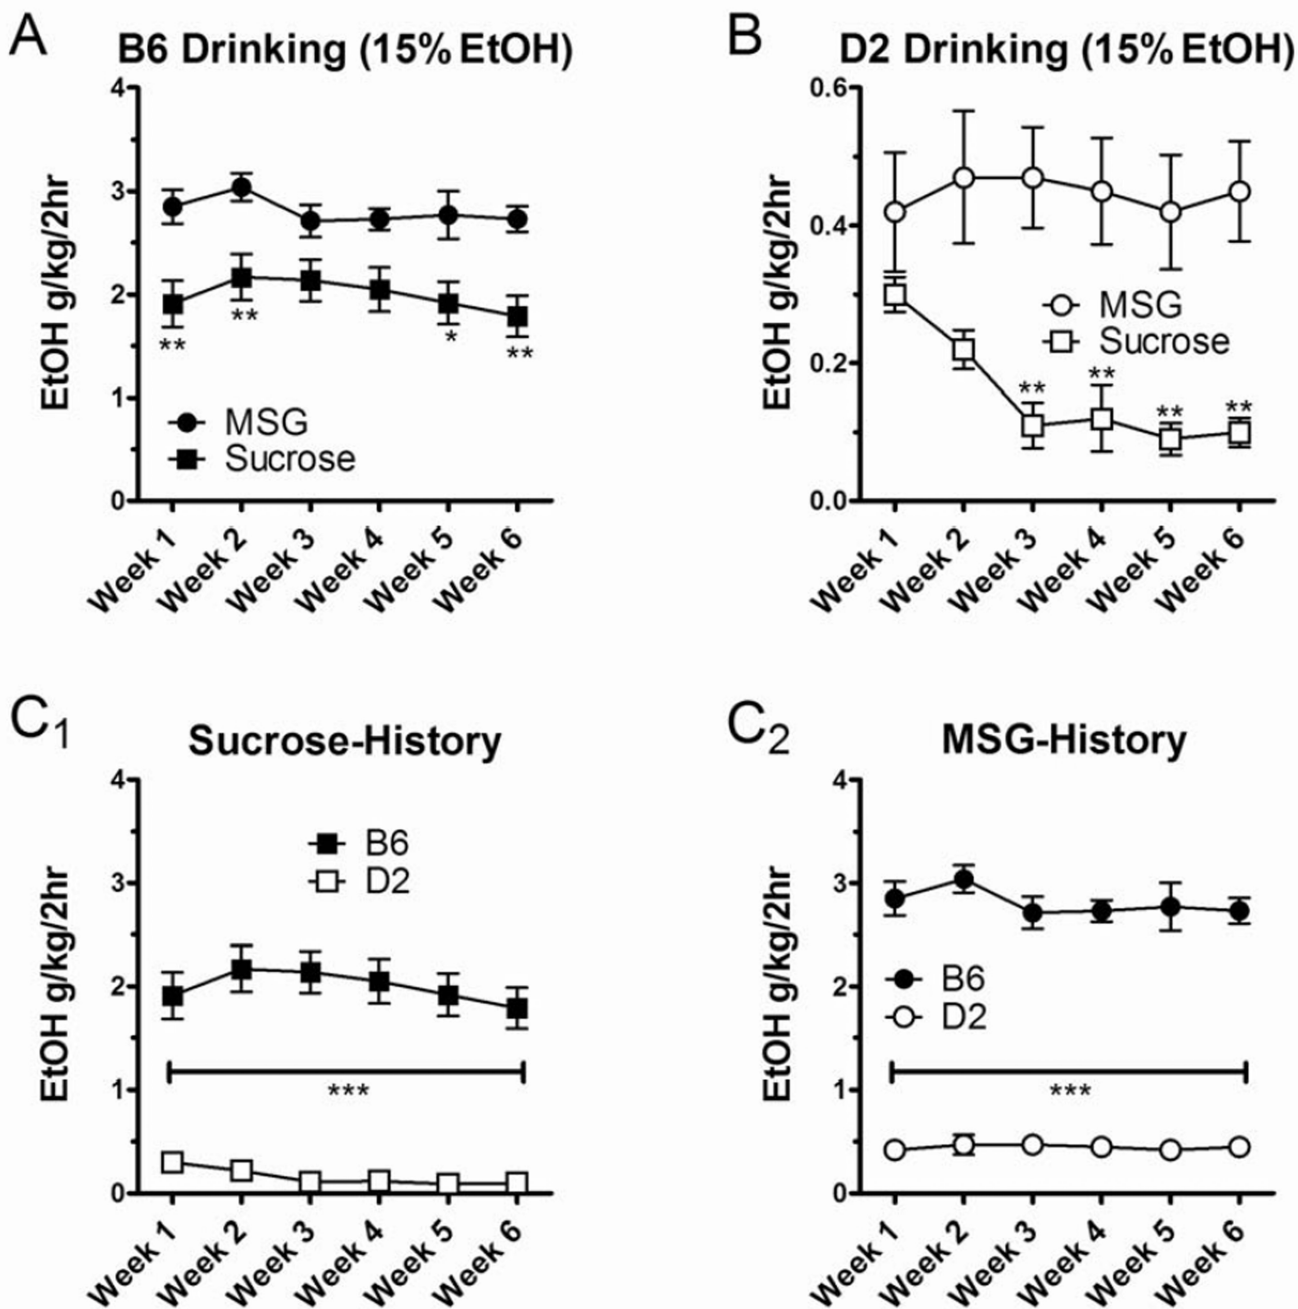 A
B6 Drinking (15% EtOH)
4
3
2
1
0
EtOH g/kg/2hr
**
**
*
**
MSG
Sucrose
Week 1
Week 2
Week 3
Week 4
Week 5
Week 6
B
D2 Drinking (15% EtOH)
0.6
0.4
0.2
0.0
EtOH g/kg/2hr
MSG
Sucrose
**
**
**
**
Week 1
Week 2
Week 3
Week 4
Week 5
Week 6
C1
Sucrose-History
4
3
2
1
0
EtOH g/kg/2hr
B6
D2
***
Week 1
Week 2
Week 3
Week 4
Week 5
Week 6
C2
MSG-History
4
3
2
1
0
EtOH g/kg/2hr
B6
D2
***
Week 1
Week 2
Week 3
Week 4
Week 5
Week 6